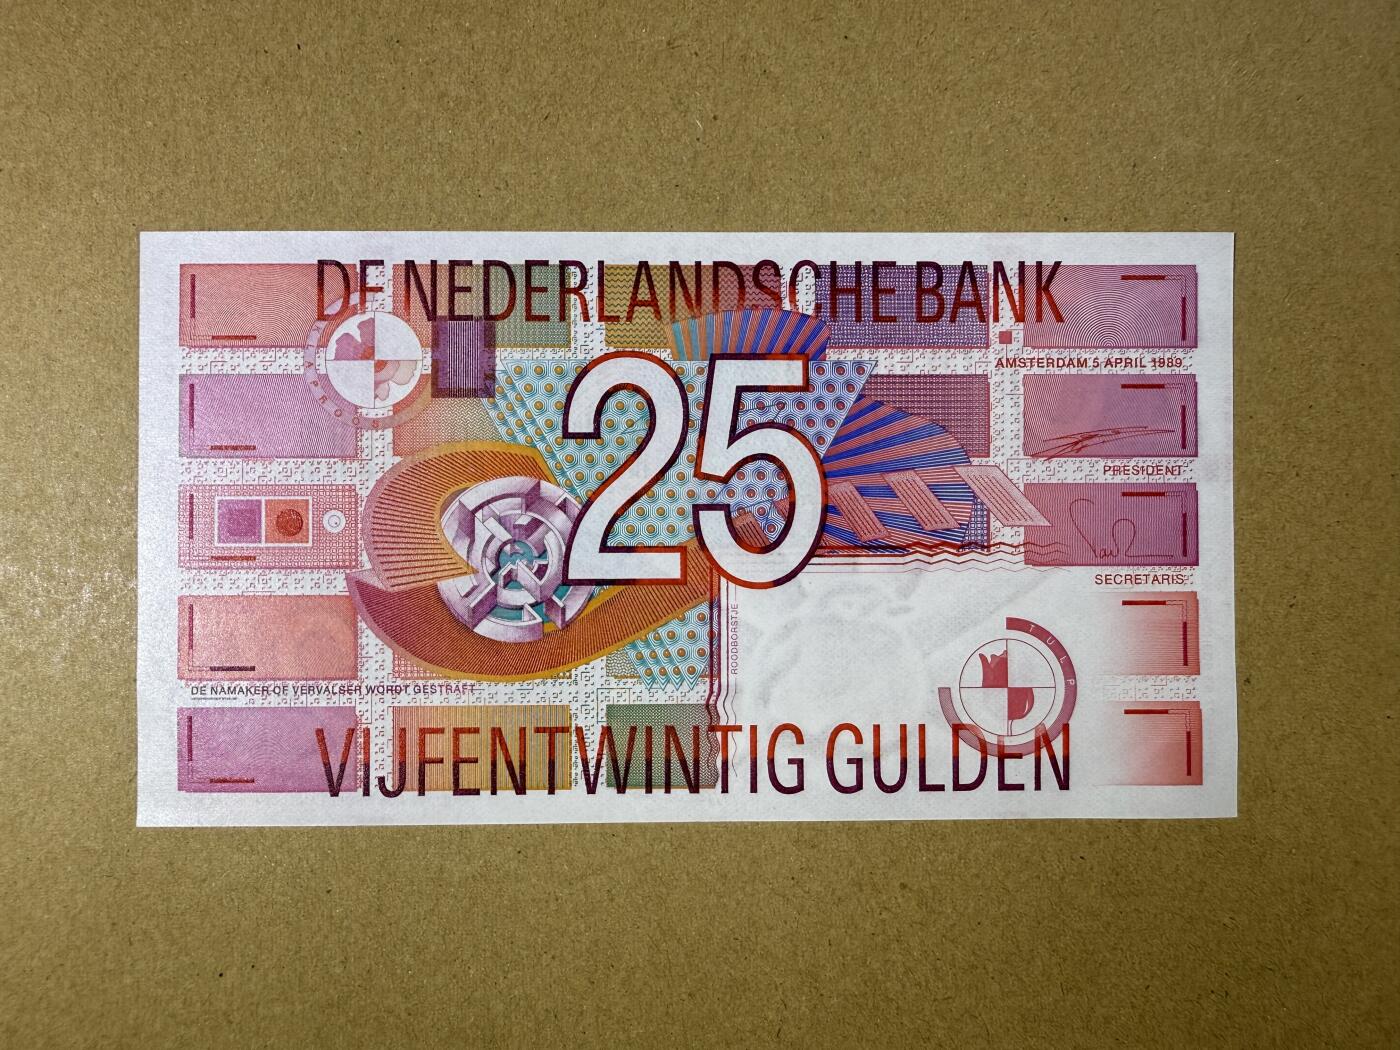 DE NEDERLANDSCHE BANK
AMSTERDAM 5 APRIL 1989
25
PRESIDENT
SECRETARIS
ROODBORSTJE
TULP
DE NAMAKER OF VERVALSER WORDT GESTRAFT
VIJFENTWINTIG GULDEN